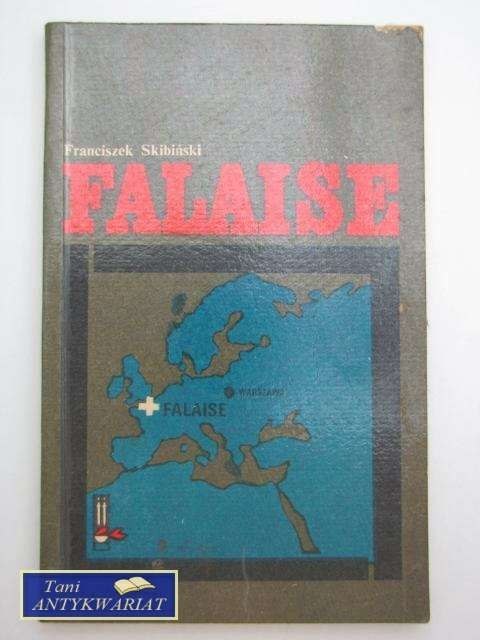 Franciszek Skibiński
FALAISE
WARSZAWA
FALAISE
Tani
ANTYKWARIAT